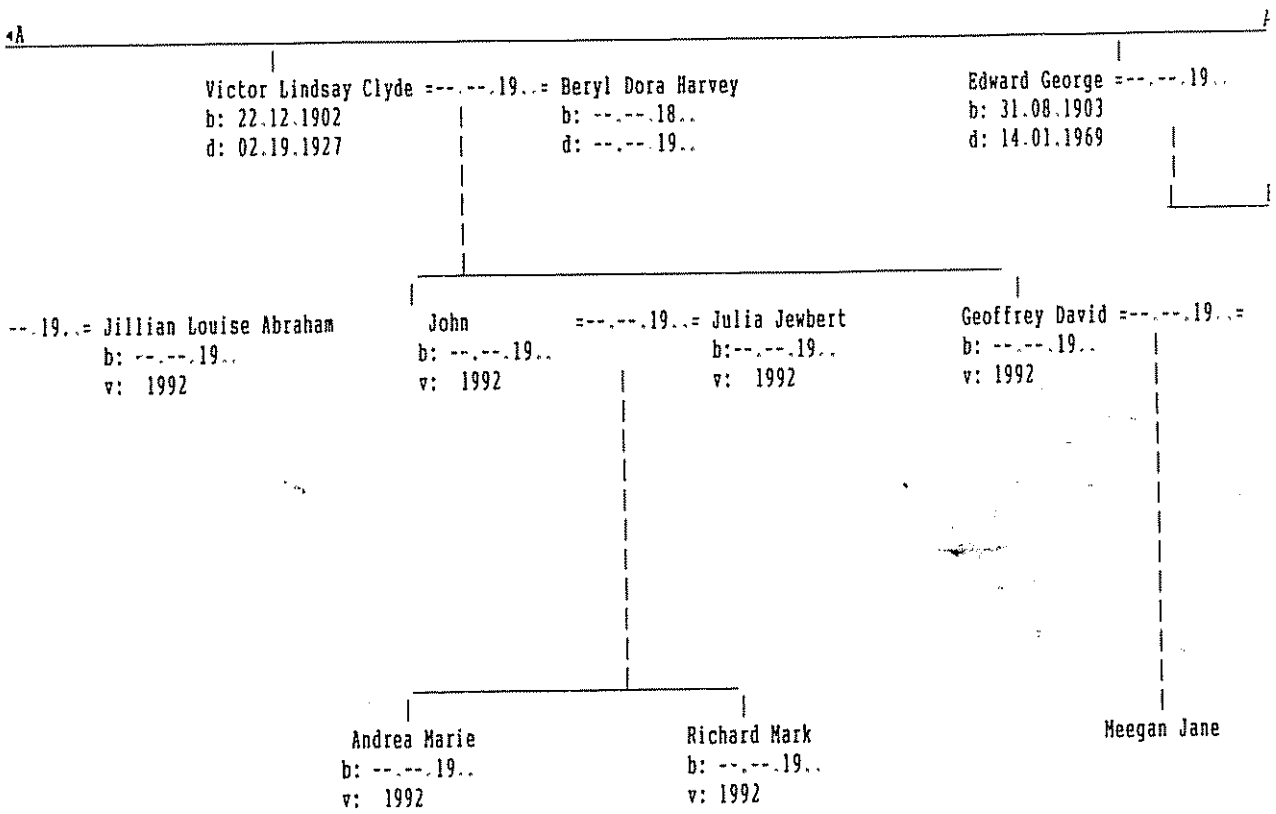 ◂A
Victor Lindsay Clyde =--.--.19..= Beryl Dora Harvey
b: 22.12.1902
d: 02.19.1927
b: --.--.18..
d: --.--.19..
Edward George =--.--.19..
b: 31.08.1903
d: 14.01.1969
--.19..= Jillian Louise Abraham
b: --.--.19..
v: 1992
John =--.--.19..= Julia Jewbert
b: --.--.19..
v: 1992
b:--.--.19..
v: 1992
Geoffrey David =--.--.19..=
b: --.--.19..
v: 1992
Andrea Marie
b: --.--.19..
v: 1992
Richard Mark
b: --.--.19..
v: 1992
Meegan Jane